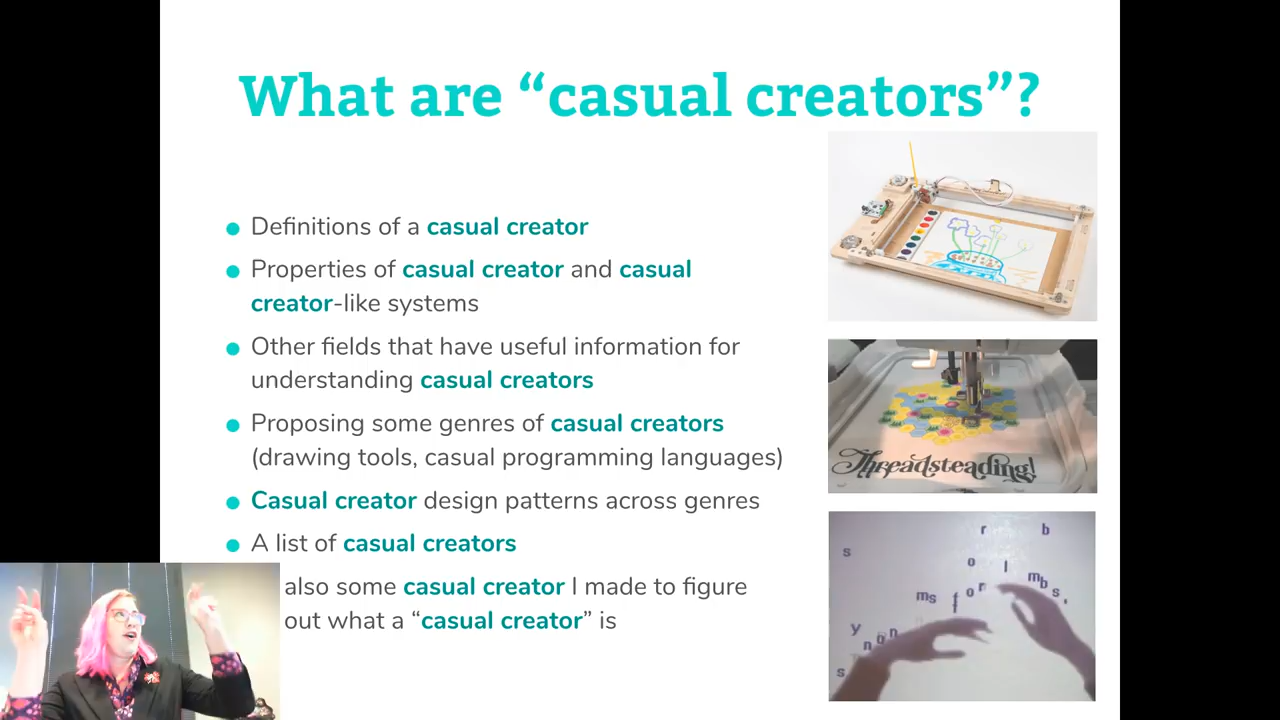 What are “casual creators”?
Definitions of a casual creator
Properties of casual creator and casual
creator-like systems
Other fields that have useful information for
understanding casual creators
Proposing some genres of casual creators
(drawing tools, casual programming languages)
Casual creator design patterns across genres
A list of casual creators
also some casual creator I made to figure
out what a “casual creator” is
Threadsteading!
r b
s
o l
ms f o r mb s,
y n o n
s